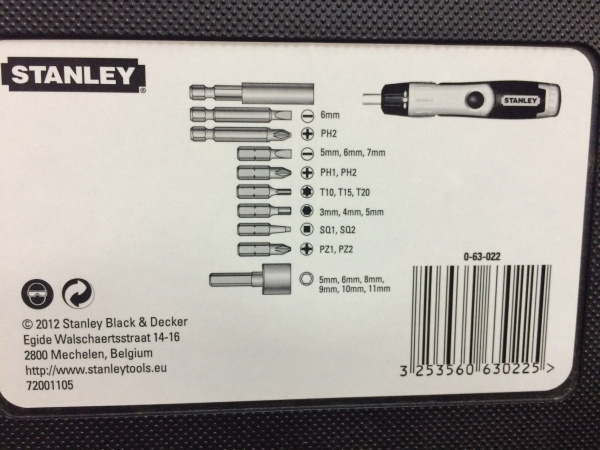 STANLEY®
STANLEY
6mm
PH2
5mm, 6mm, 7mm
PH1, PH2
T10, T15, T20
3mm, 4mm, 5mm
SQ1, SQ2
PZ1, PZ2
5mm, 6mm, 8mm,
9mm, 10mm, 11mm
0-63-022
3 253560 630225 >
© 2012 Stanley Black & Decker
Egide Walschaertsstraat 14-16
2800 Mechelen, Belgium
http://www.stanleytools.eu
72001105